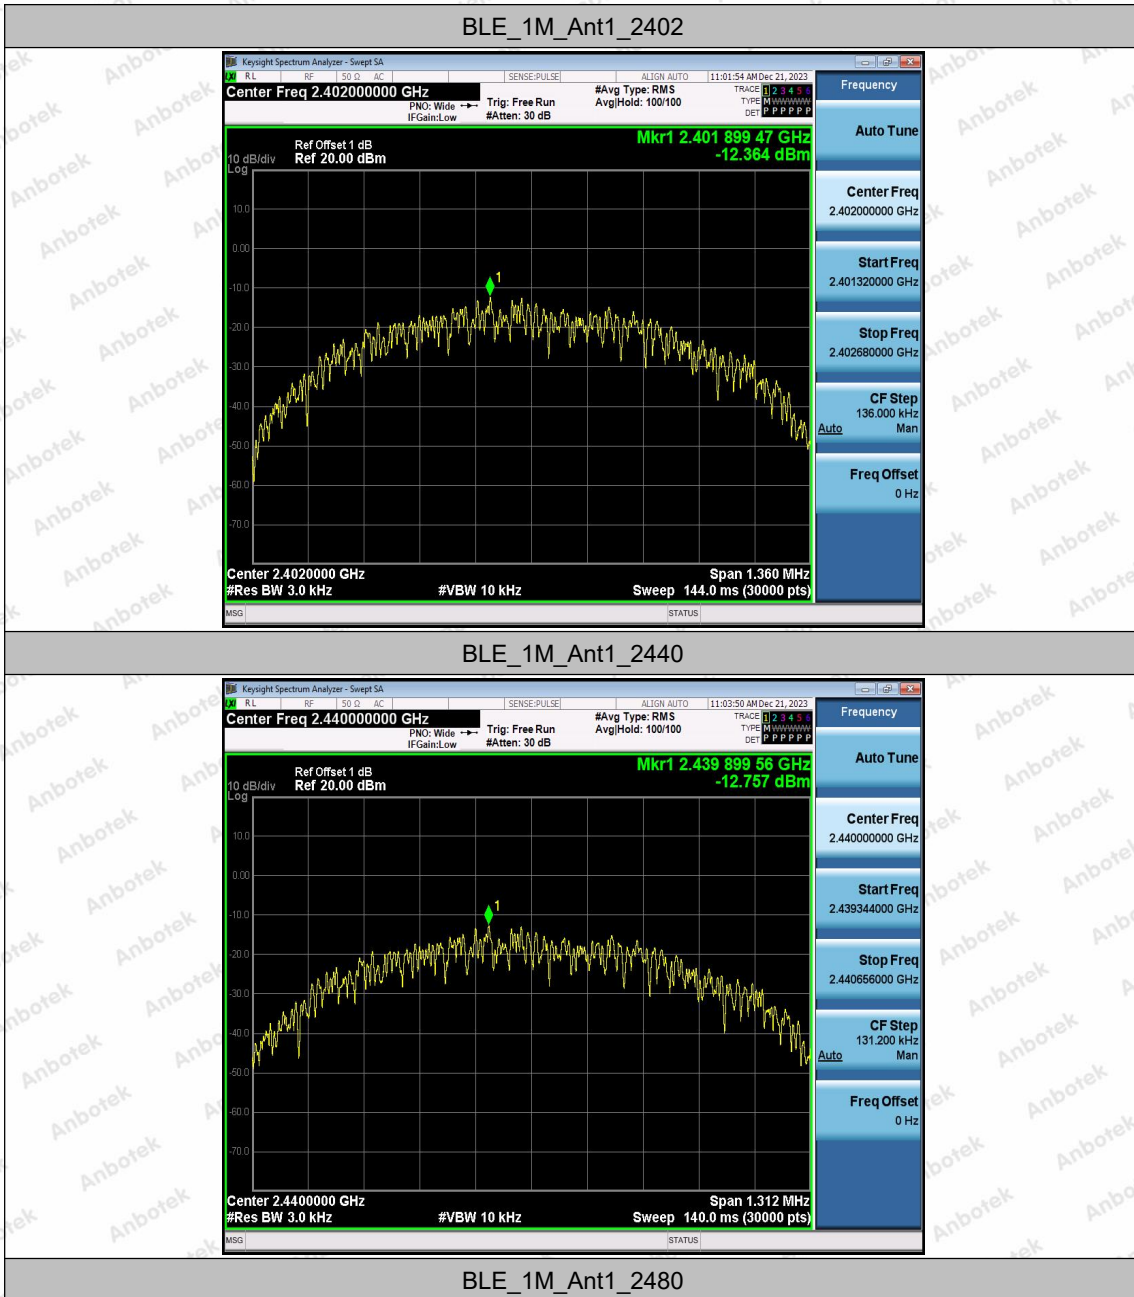 BLE_1M_Ant1_2402
Keysight Spectrum Analyzer - Swept SA
LXI RL RF 50 Ω AC SENSE:PULSE ALIGN AUTO 11:01:54 AM Dec 21, 2023
Center Freq 2.402000000 GHz
PNO: Wide
IFGain:Low
Trig: Free Run
#Atten: 30 dB
#Avg Type: RMS
Avg|Hold: 100/100
TRACE 1 2 3 4 5 6
TYPE M W W W W W
DET P P P P P P
Frequency
Auto Tune
Mkr1 2.401 899 47 GHz
-12.364 dBm
Ref Offset 1 dB
10 dB/div Ref 20.00 dBm
Log
10.0
0.00
-10.0
-20.0
-30.0
-40.0
-50.0
-60.0
-70.0
1
Center Freq
2.402000000 GHz
Start Freq
2.401320000 GHz
Stop Freq
2.402680000 GHz
CF Step
136.000 kHz
Auto Man
Freq Offset
0 Hz
Center 2.4020000 GHz Span 1.360 MHz
#Res BW 3.0 kHz #VBW 10 kHz Sweep 144.0 ms (30000 pts)
MSG STATUS
BLE_1M_Ant1_2440
Keysight Spectrum Analyzer - Swept SA
LXI RL RF 50 Ω AC SENSE:PULSE ALIGN AUTO 11:03:50 AM Dec 21, 2023
Center Freq 2.440000000 GHz
PNO: Wide
IFGain:Low
Trig: Free Run
#Atten: 30 dB
#Avg Type: RMS
Avg|Hold: 100/100
TRACE 1 2 3 4 5 6
TYPE M W W W W W
DET P P P P P P
Frequency
Auto Tune
Mkr1 2.439 899 56 GHz
-12.757 dBm
Ref Offset 1 dB
10 dB/div Ref 20.00 dBm
Log
10.0
0.00
-10.0
-20.0
-30.0
-40.0
-50.0
-60.0
-70.0
1
Center Freq
2.440000000 GHz
Start Freq
2.439344000 GHz
Stop Freq
2.440656000 GHz
CF Step
131.200 kHz
Auto Man
Freq Offset
0 Hz
Center 2.4400000 GHz Span 1.312 MHz
#Res BW 3.0 kHz #VBW 10 kHz Sweep 140.0 ms (30000 pts)
MSG STATUS
BLE_1M_Ant1_2480
Anbotek